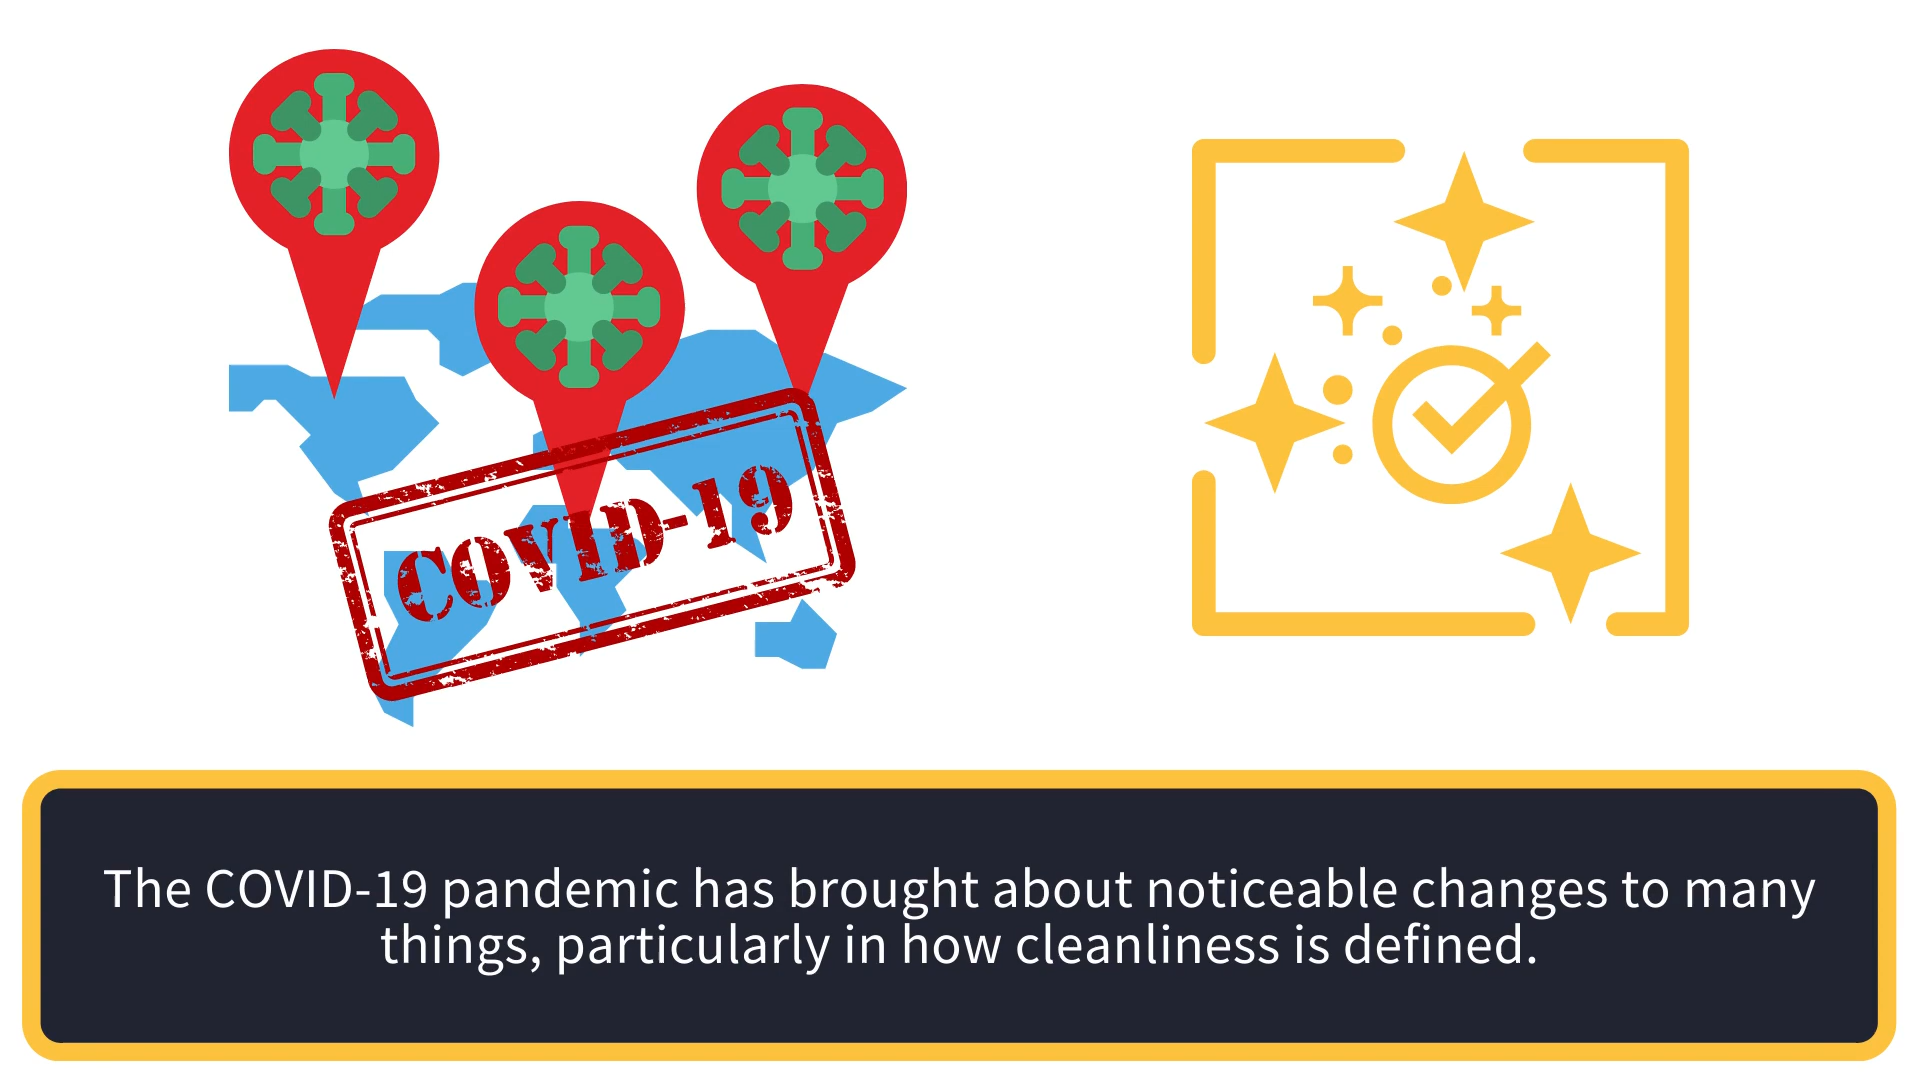 COVID-19
The COVID-19 pandemic has brought about noticeable changes to many
things, particularly in how cleanliness is defined.